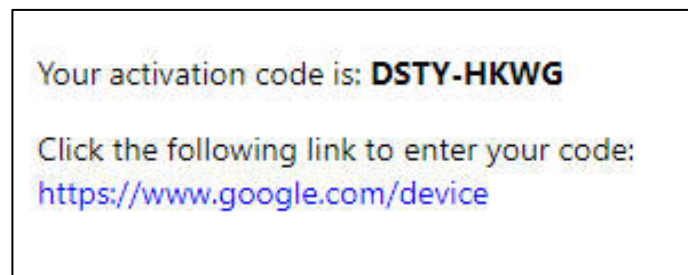 Your activation code is: DSTY-HKWG
Click the following link to enter your code:
https://www.google.com/device